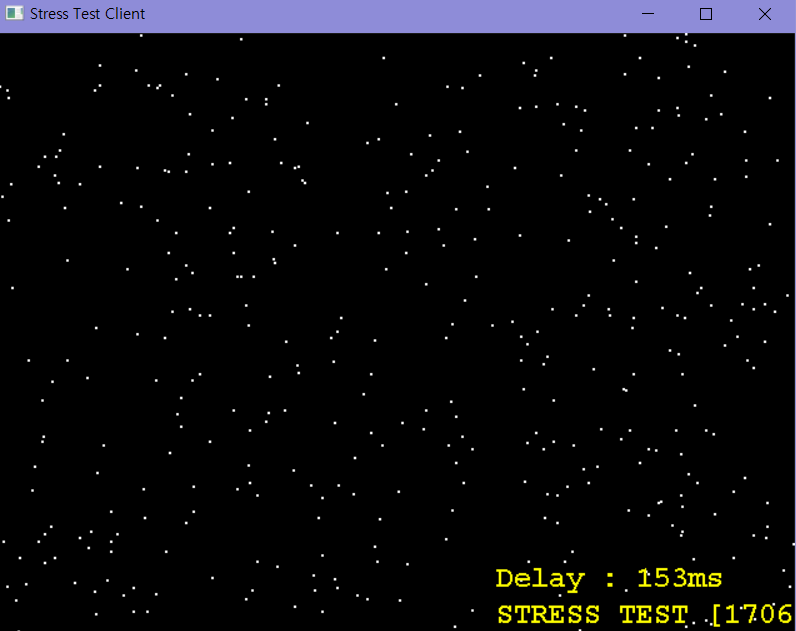 Stress Test Client
Delay : 153ms
STRESS TEST [1706